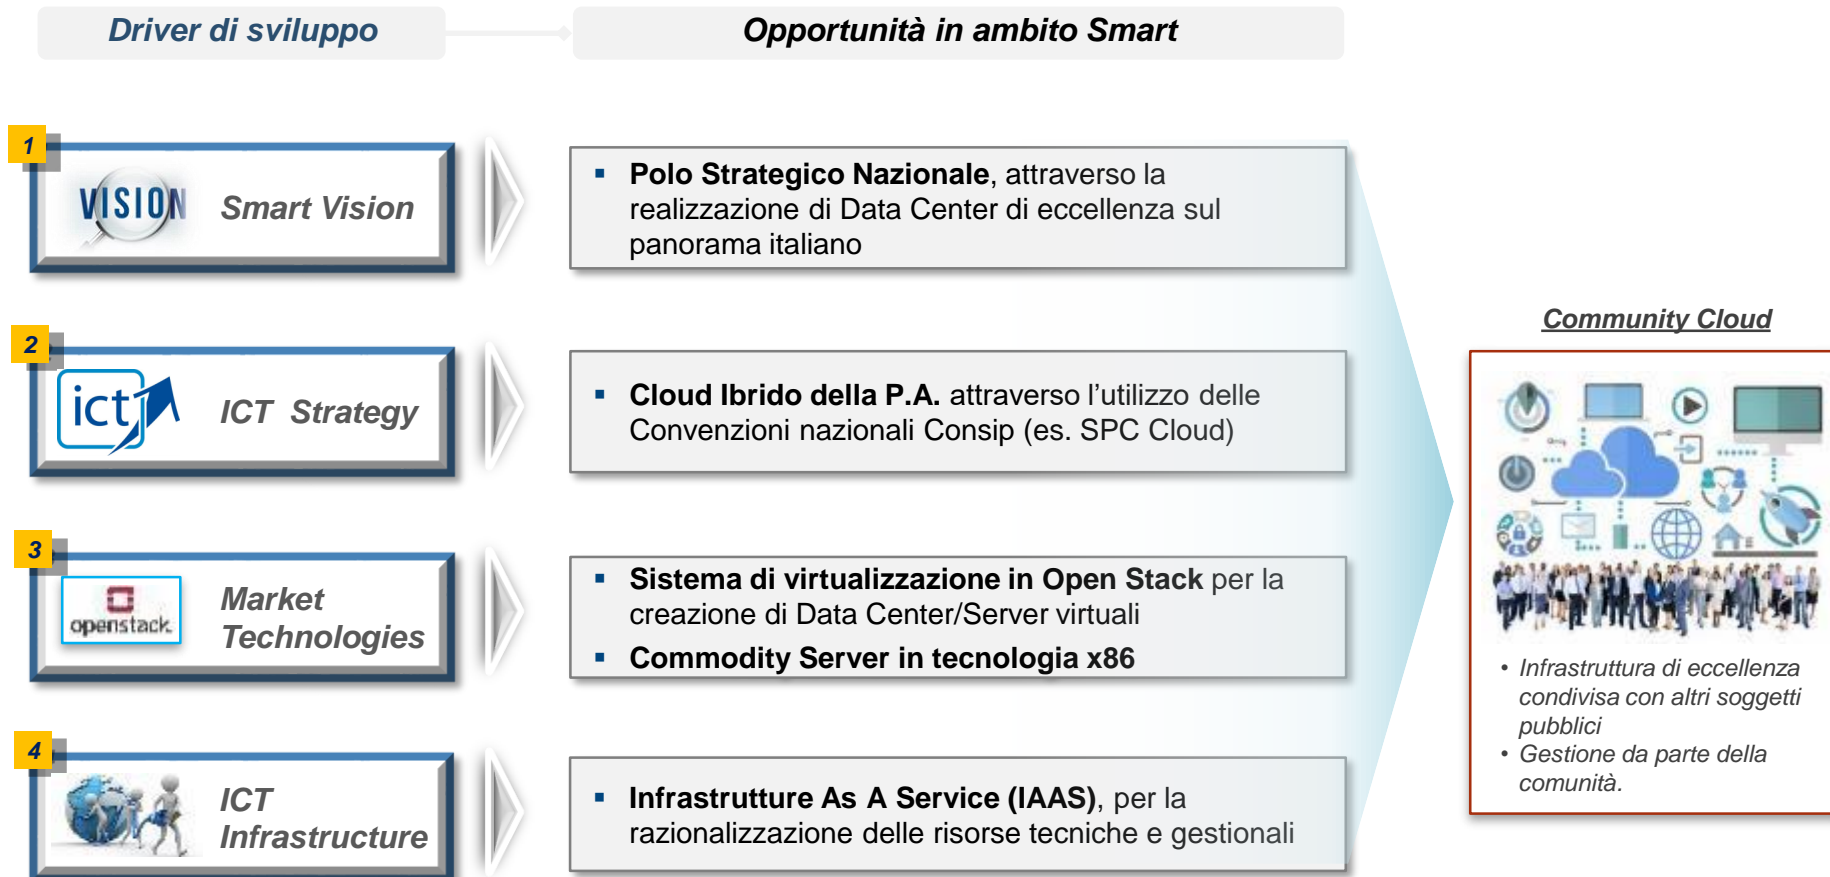 Driver di sviluppo
Opportunità in ambito Smart
1
VISION
Smart Vision
▪ Polo Strategico Nazionale, attraverso la
realizzazione di Data Center di eccellenza sul
panorama italiano
2
ict
ICT Strategy
▪ Cloud Ibrido della P.A. attraverso l’utilizzo delle
Convenzioni nazionali Consip (es. SPC Cloud)
3
openstack
Market
Technologies
▪ Sistema di virtualizzazione in Open Stack per la
creazione di Data Center/Server virtuali
▪ Commodity Server in tecnologia x86
4
ICT
Infrastructure
▪ Infrastrutture As A Service (IAAS), per la
razionalizzazione delle risorse tecniche e gestionali
Community Cloud
• Infrastruttura di eccellenza
condivisa con altri soggetti
pubblici
• Gestione da parte della
comunità.